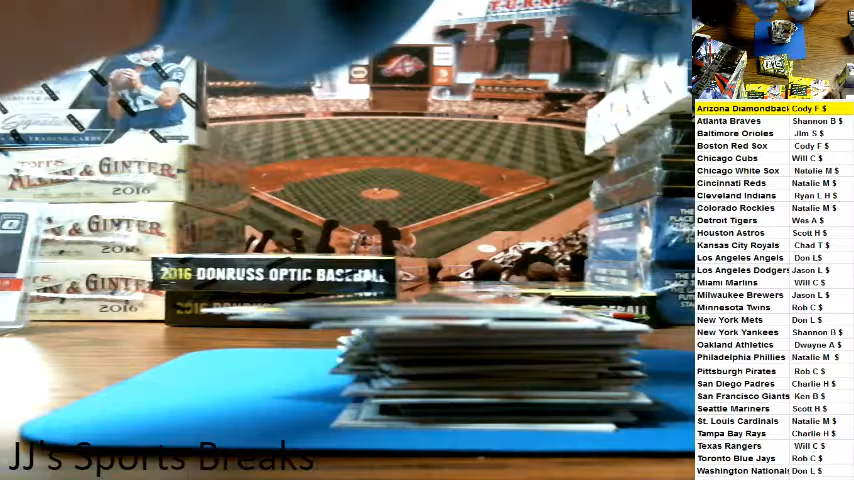 TURNER
TOPPS
ALLEN & GINTER
2016
& GINTER
2016
& GINTER
2016
2016 DONRUSS OPTIC BASEBALL
2016 DONRUSS
BASEBALL
JJ's Sports Breaks
Arizona Diamondback Cody F $
Atlanta Braves Shannon B $
Baltimore Orioles Jim S $
Boston Red Sox Cody F $
Chicago Cubs Will C $
Chicago White Sox Natalie M $
Cincinnati Reds Natalie M $
Cleveland Indians Ryan L H $
Colorado Rockies Natalie M $
Detroit Tigers Wes A $
Houston Astros Scott H $
Kansas City Royals Chad T $
Los Angeles Angels Don L$
Los Angeles Dodgers Jason L $
Miami Marlins Will C $
Milwaukee Brewers Jason L $
Minnesota Twins Rob C $
New York Mets Don L $
New York Yankees Shannon B $
Oakland Athletics Dwayne A $
Philadelphia Phillies Natalie M $
Pittsburgh Pirates Rob C $
San Diego Padres Charlie H $
San Francisco Giants Ken B $
Seattle Mariners Scott H $
St. Louis Cardinals Natalie M $
Tampa Bay Rays Charlie H $
Texas Rangers Will C $
Toronto Blue Jays Rob C $
Washington Nationals Don L $